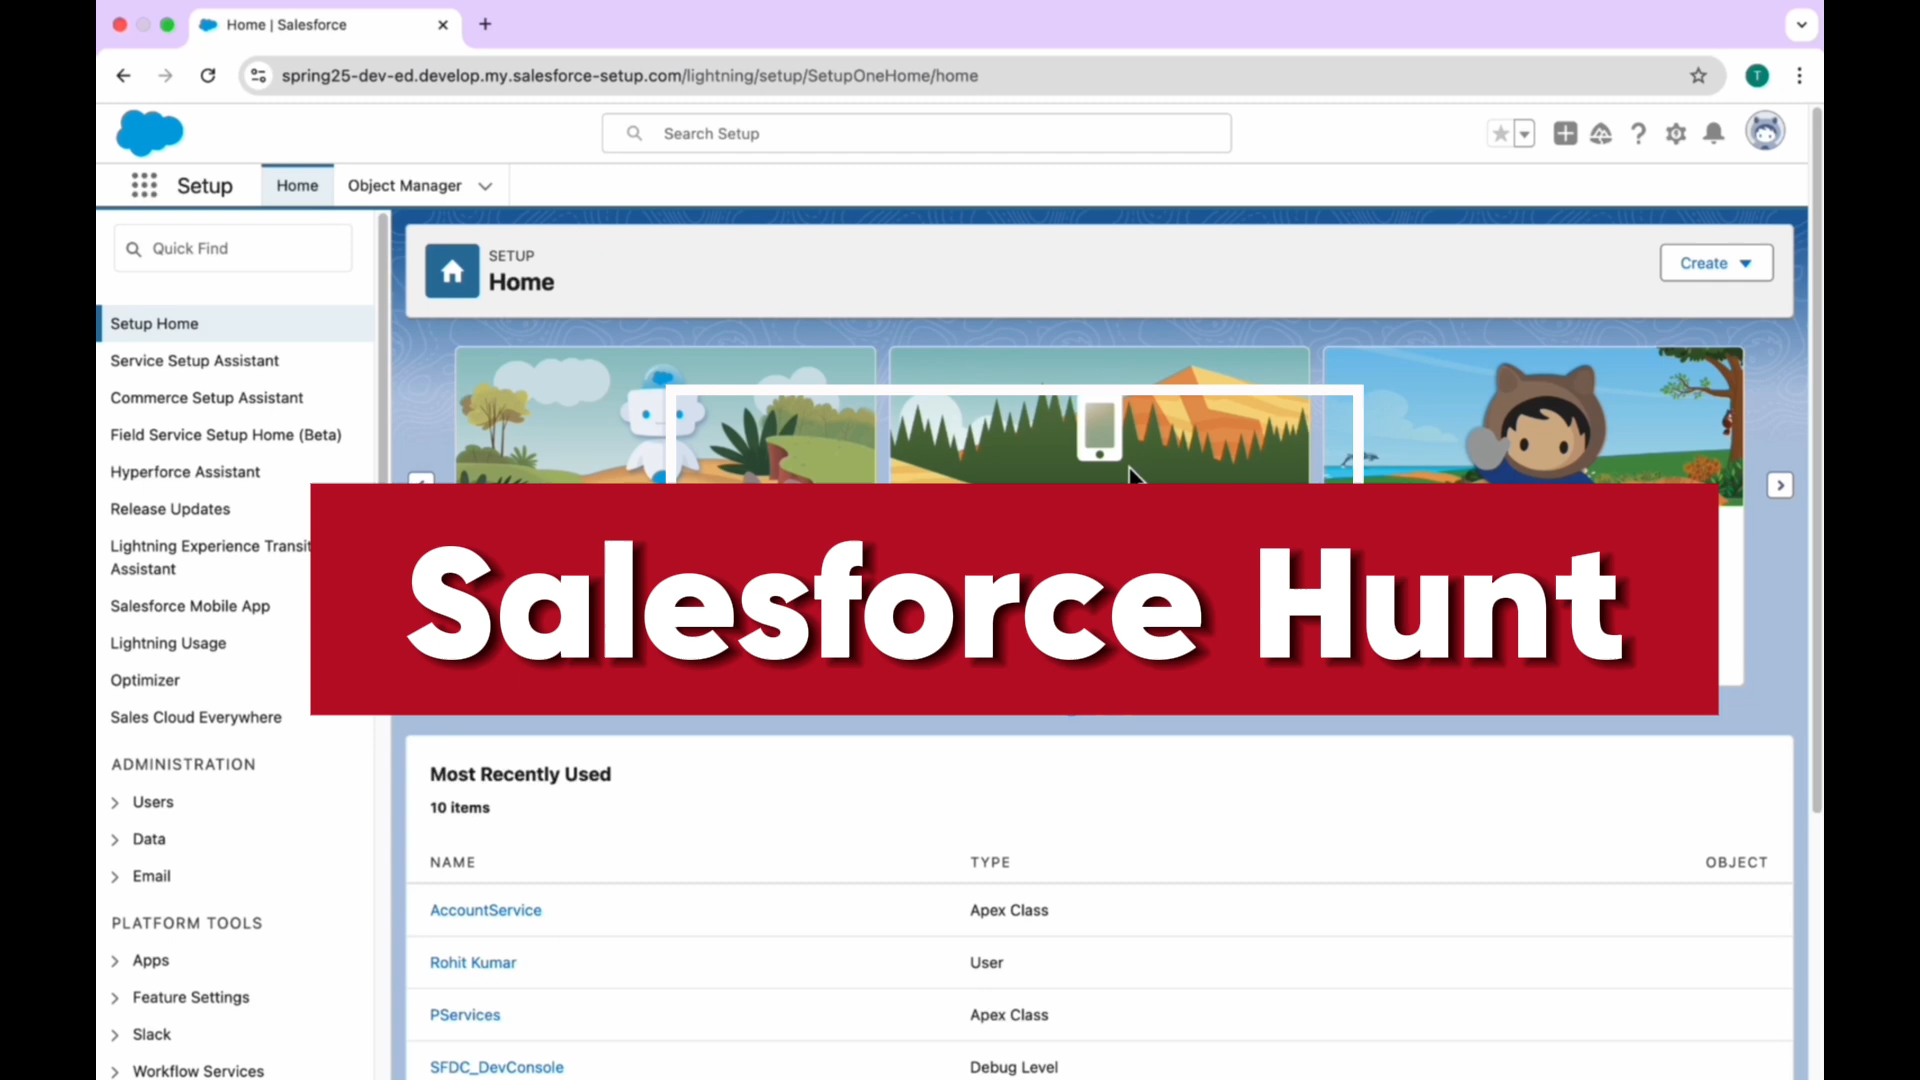 Home | Salesforce
spring25-dev-ed.develop.my.salesforce-setup.com/lightning/setup/SetupOneHome/home
T
Search Setup
Setup
Home
Object Manager
Quick Find
SETUP
Home
Create
Setup Home
Service Setup Assistant
Commerce Setup Assistant
Field Service Setup Home (Beta)
Hyperforce Assistant
Release Updates
Lightning Experience Transit
Assistant
Salesforce Mobile App
Lightning Usage
Optimizer
Sales Cloud Everywhere
Salesforce Hunt
ADMINISTRATION
Users
Data
Email
PLATFORM TOOLS
Apps
Feature Settings
Slack
Workflow Services
Most Recently Used
10 items
NAME TYPE OBJECT
AccountService Apex Class
Rohit Kumar User
PServices Apex Class
SFDC_DevConsole Debug Level